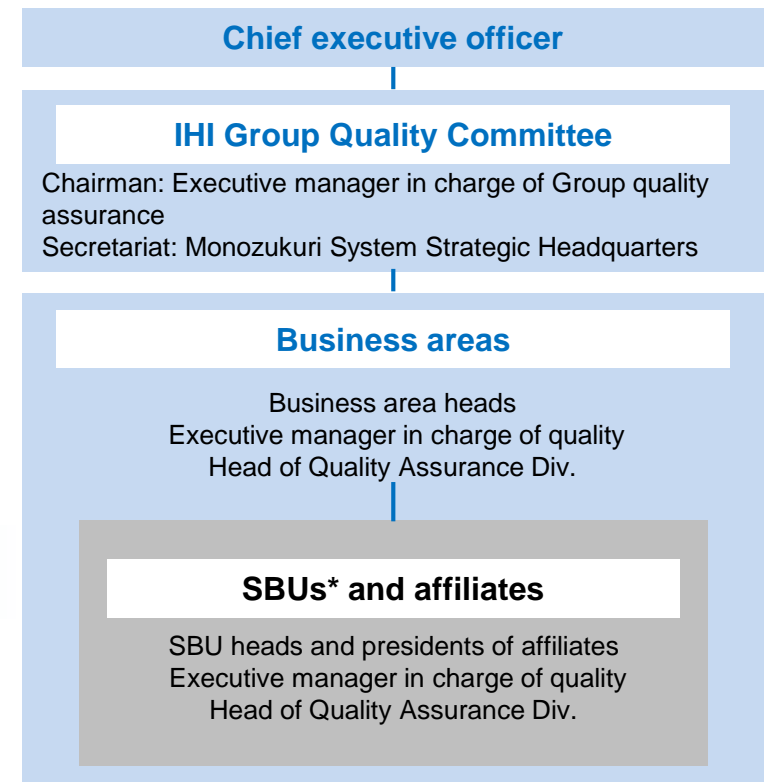 Chief executive officer
IHI Group Quality Committee
Chairman: Executive manager in charge of Group quality
assurance
Secretariat: Monozukuri System Strategic Headquarters
Business areas
Business area heads
Executive manager in charge of quality
Head of Quality Assurance Div.
SBUs* and affiliates
SBU heads and presidents of affiliates
Executive manager in charge of quality
Head of Quality Assurance Div.